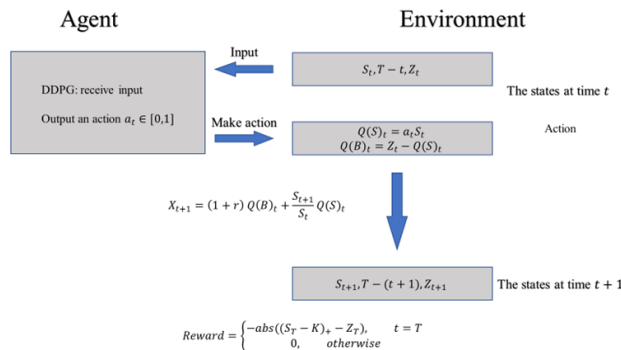 Agent
Environment
Input
S_t, T − t, Z_t
The states at time t
DDPG: receive input
Output an action a_t ∈ [0,1]
Make action
Q(S)_t = a_t S_t
Q(B)_t = Z_t − Q(S)_t
Action
X_{t+1} = (1 + r) Q(B)_t + \frac{S_{t+1}}{S_t} Q(S)_t
S_{t+1}, T − (t + 1), Z_{t+1}
The states at time t + 1
Reward = { −abs((S_T − K)_+ − Z_T), t = T
0, otherwise